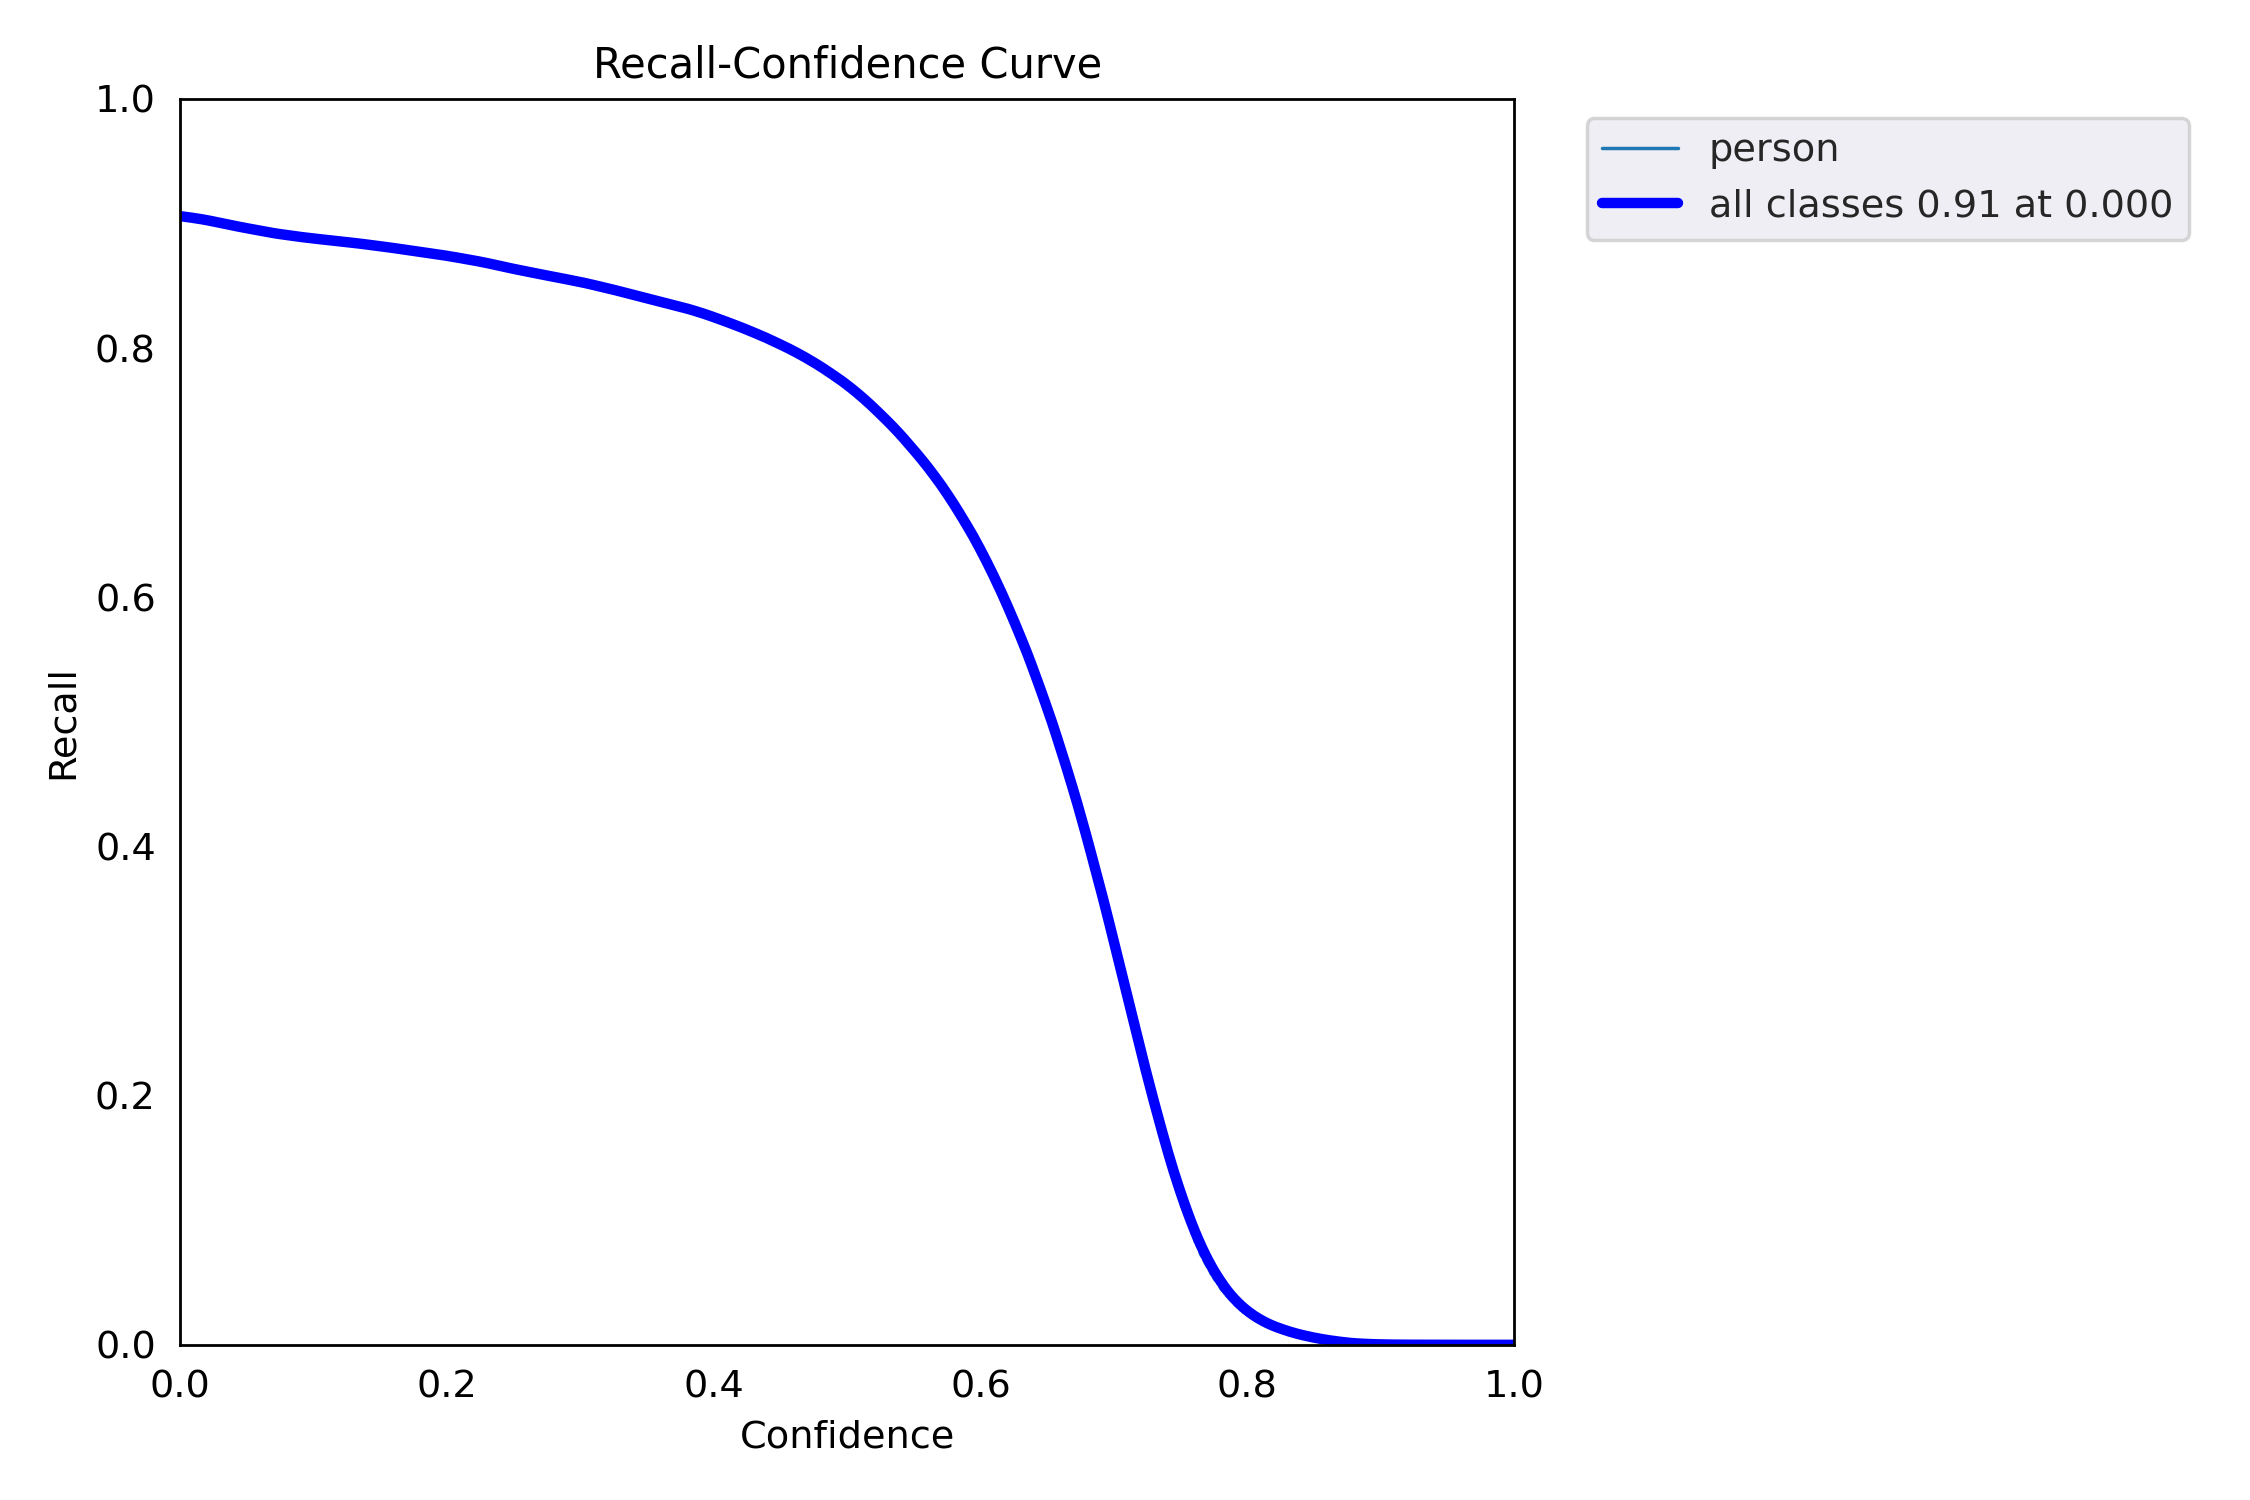 Recall-Confidence Curve
1.0
0.8
0.6
0.4
0.2
0.0
Recall
0.0 0.2 0.4 0.6 0.8 1.0
Confidence
person
all classes 0.91 at 0.000